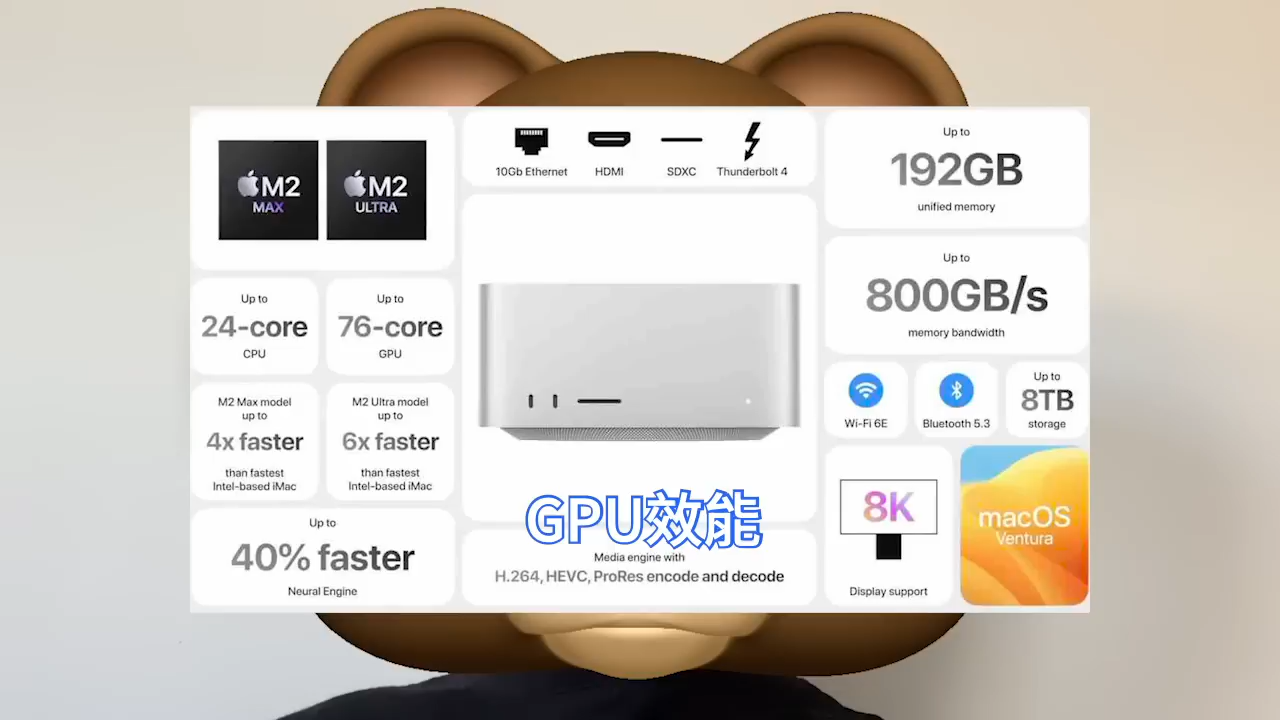 M2
MAX
M2
ULTRA
Up to
24-core
CPU
Up to
76-core
GPU
M2 Max model
up to
4x faster
than fastest
Intel-based iMac
M2 Ultra model
up to
6x faster
than fastest
Intel-based iMac
Up to
40% faster
Neural Engine
10Gb Ethernet
HDMI
SDXC
Thunderbolt 4
GPU效能
Media engine with
H.264, HEVC, ProRes encode and decode
Up to
192GB
unified memory
Up to
800GB/s
memory bandwidth
Wi-Fi 6E
Bluetooth 5.3
Up to
8TB
storage
8K
Display support
macOS
Ventura